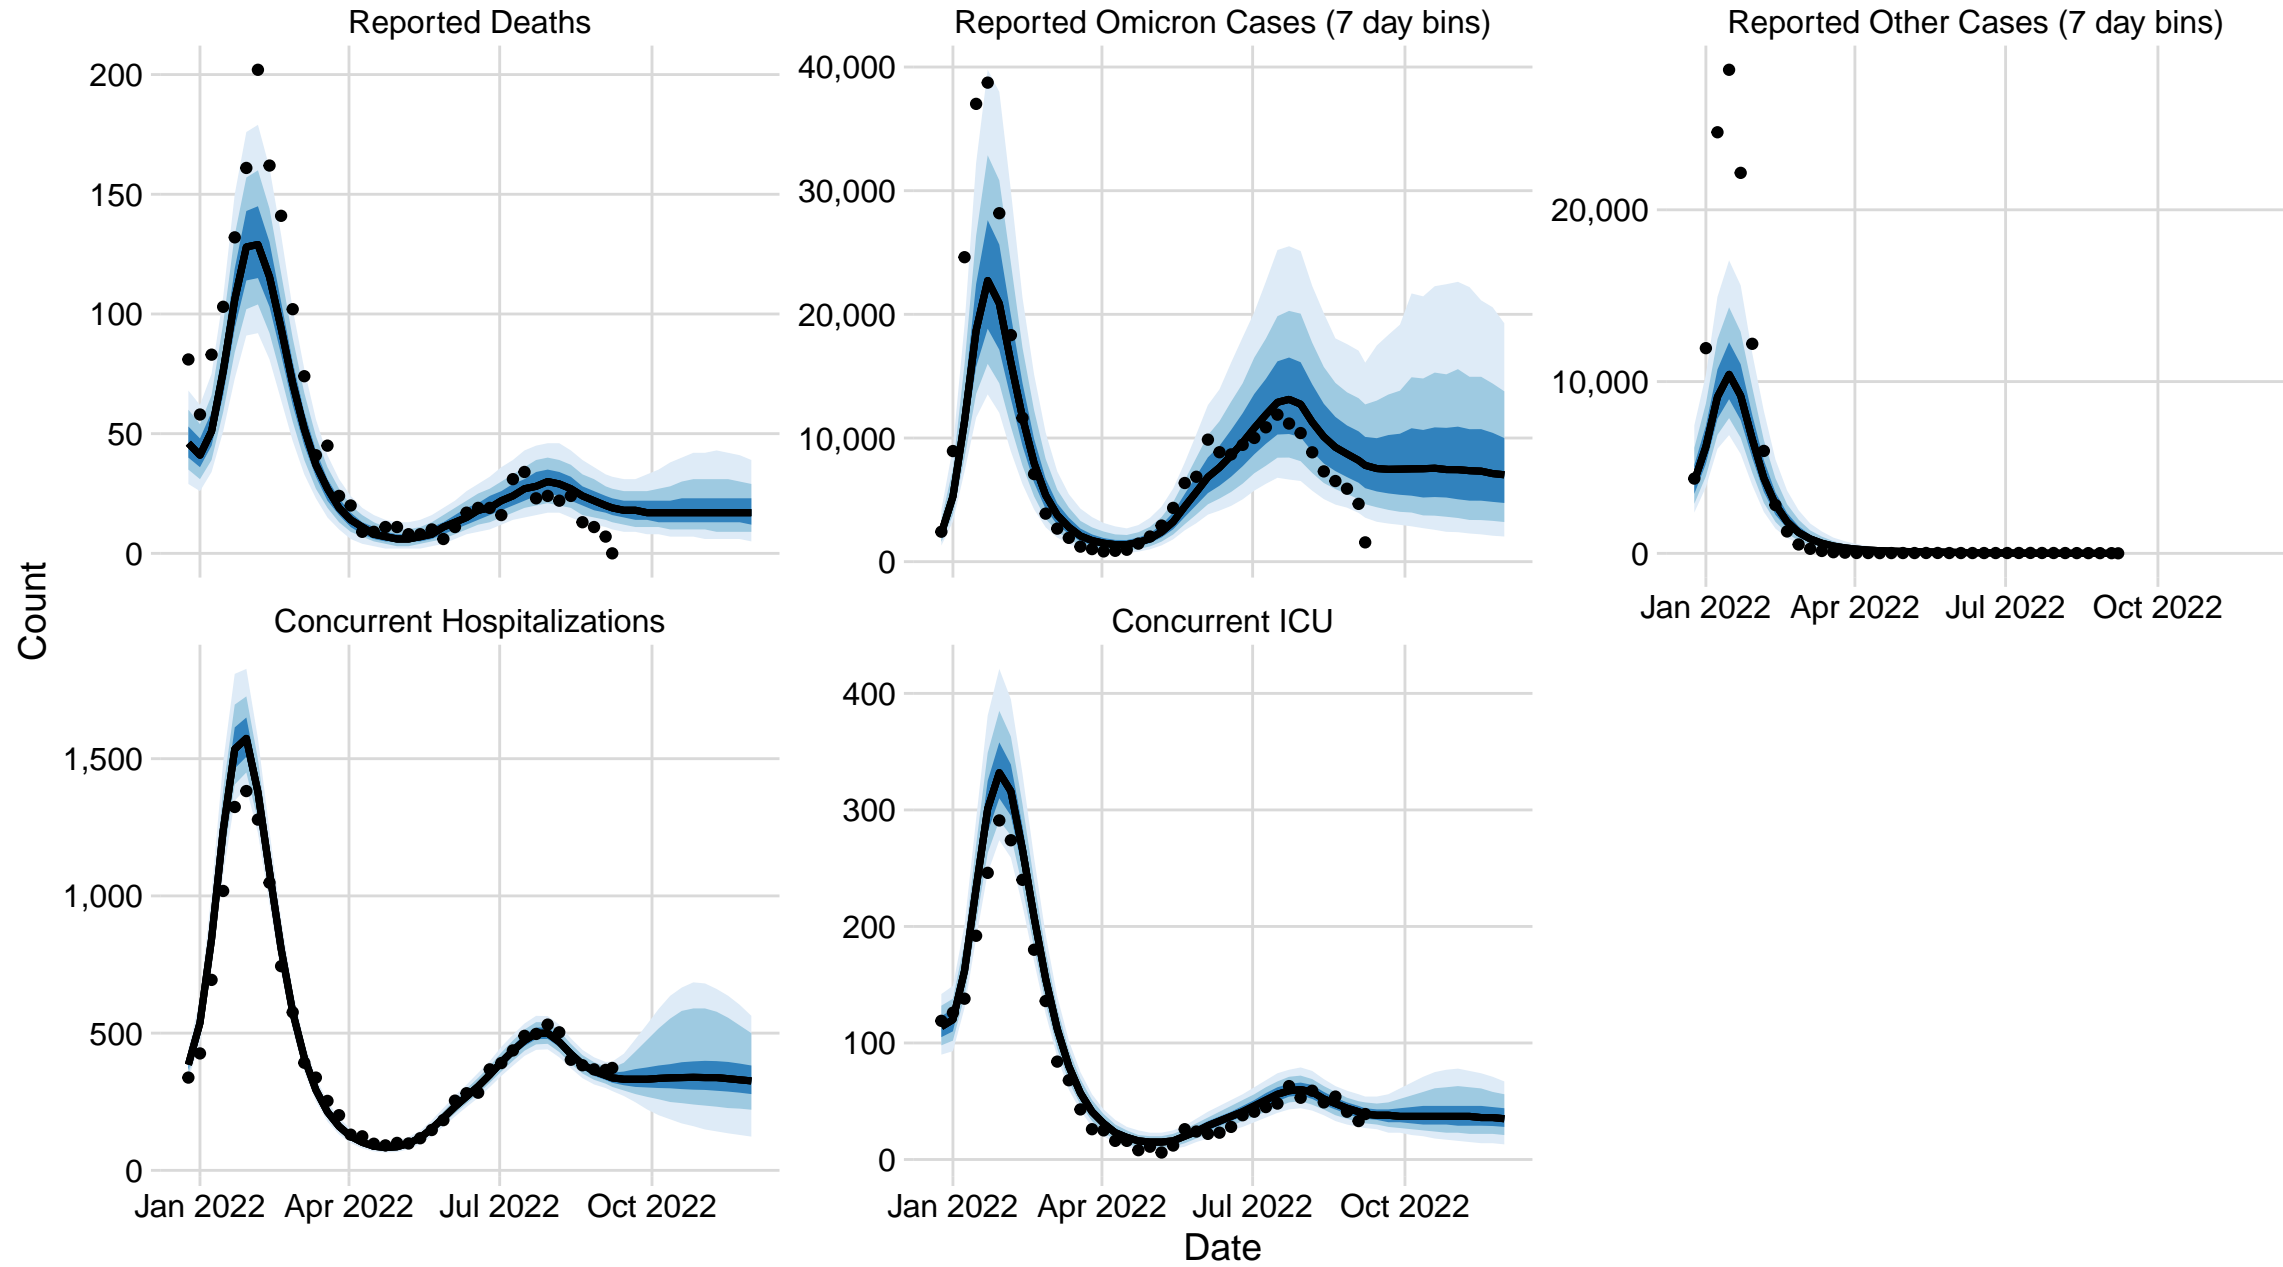 Reported Deaths
Reported Omicron Cases (7 day bins)
Reported Other Cases (7 day bins)
200
150
100
50
0
40,000
30,000
20,000
10,000
0
20,000
10,000
0
Jan 2022 Apr 2022 Jul 2022 Oct 2022
Count
Concurrent Hospitalizations
Concurrent ICU
1,500
1,000
500
0
400
300
200
100
0
Jan 2022 Apr 2022 Jul 2022 Oct 2022
Jan 2022 Apr 2022 Jul 2022 Oct 2022
Date